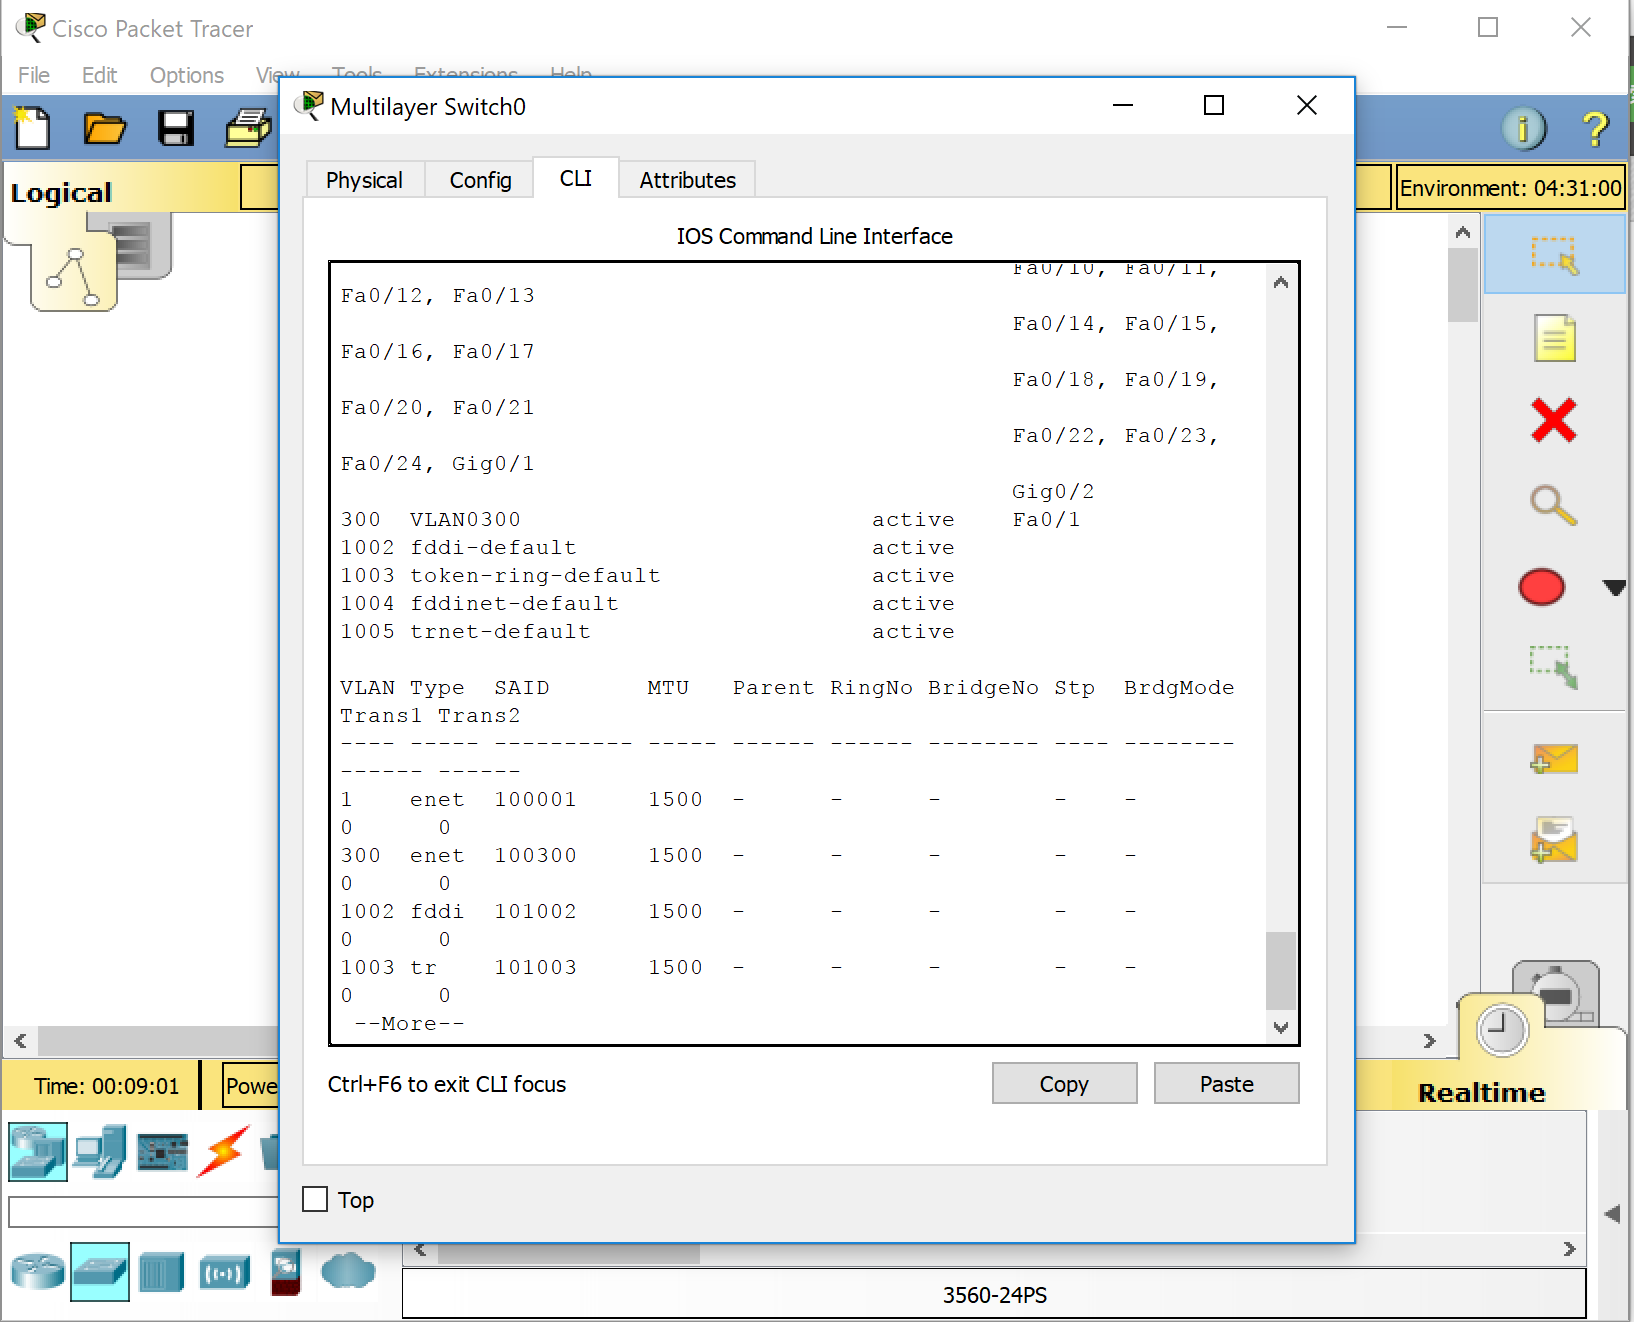 Cisco Packet Tracer
File Edit Options View Tools Extensions Help
Multilayer Switch0
Physical Config CLI Attributes
Logical
Environment: 04:31:00
IOS Command Line Interface
Fa0/10, Fa0/11,
Fa0/12, Fa0/13
Fa0/14, Fa0/15,
Fa0/16, Fa0/17
Fa0/18, Fa0/19,
Fa0/20, Fa0/21
Fa0/22, Fa0/23,
Fa0/24, Gig0/1
Gig0/2
300 VLAN0300 active Fa0/1
1002 fddi-default active
1003 token-ring-default active
1004 fddinet-default active
1005 trnet-default active
VLAN Type SAID MTU Parent RingNo BridgeNo Stp BrdgMode
Trans1 Trans2
---- ----- ---------- ----- ------ ------ -------- ---- --------
------ ------
1 enet 100001 1500 - - - - -
0 0
300 enet 100300 1500 - - - - -
0 0
1002 fddi 101002 1500 - - - - -
0 0
1003 tr 101003 1500 - - - - -
0 0
--More--
Ctrl+F6 to exit CLI focus
Copy Paste
Time: 00:09:01
Powe
Realtime
Top
3560-24PS